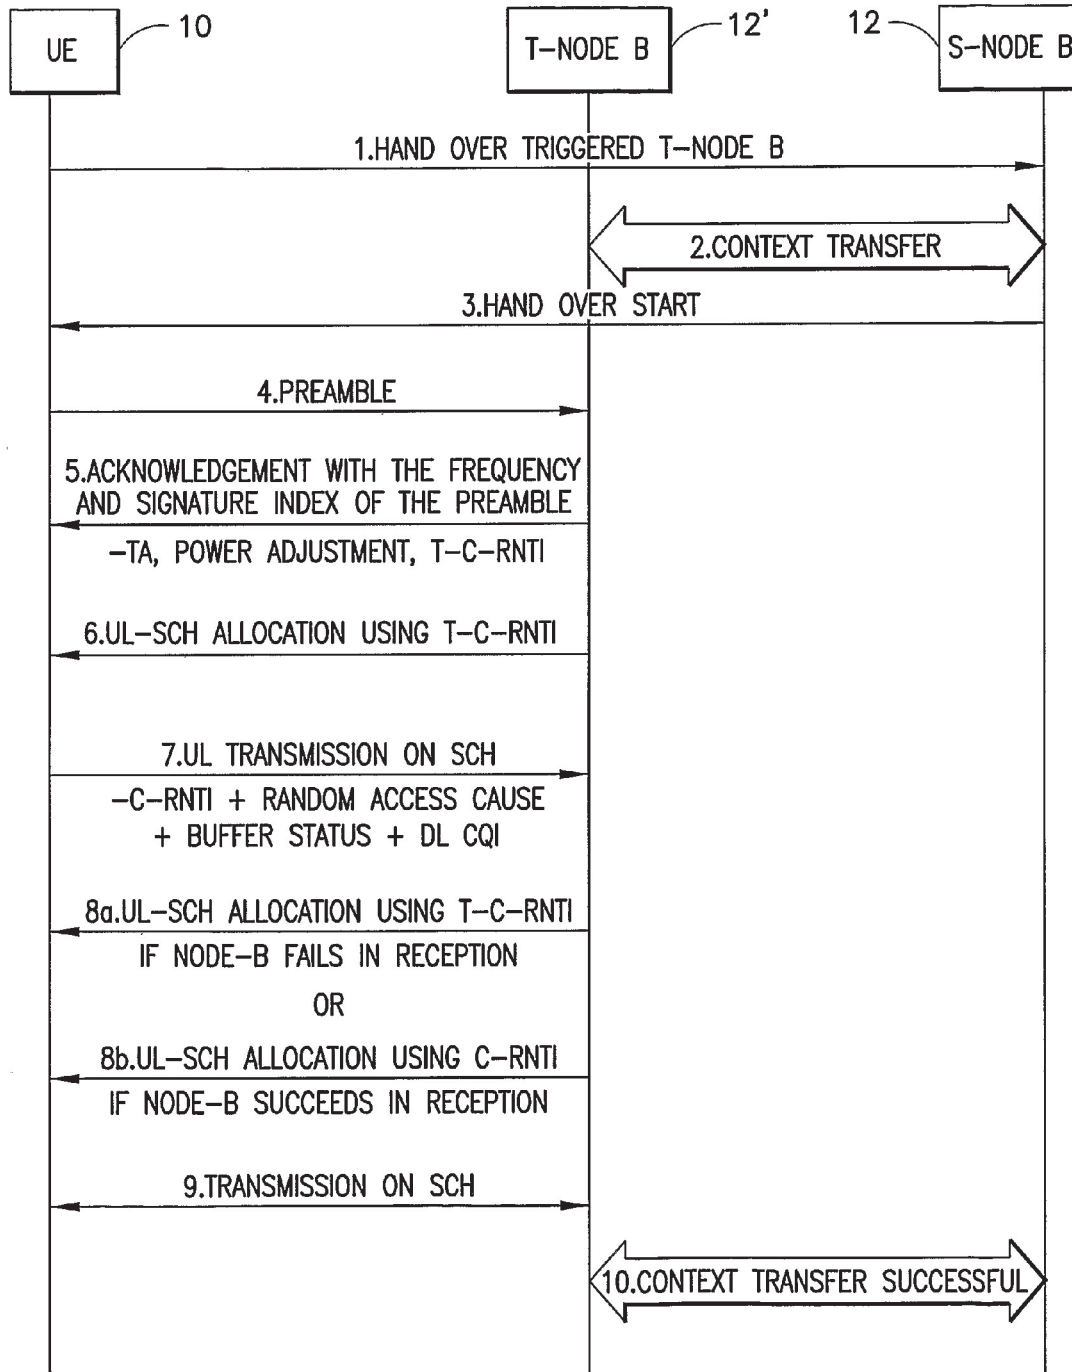 UE
10
T-NODE B
12'
12
S-NODE B
1.HAND OVER TRIGGERED T-NODE B
2.CONTEXT TRANSFER
3.HAND OVER START
4.PREAMBLE
5.ACKNOWLEDGEMENT WITH THE FREQUENCY
AND SIGNATURE INDEX OF THE PREAMBLE
-TA, POWER ADJUSTMENT, T-C-RNTI
6.UL-SCH ALLOCATION USING T-C-RNTI
7.UL TRANSMISSION ON SCH
-C-RNTI + RANDOM ACCESS CAUSE
+ BUFFER STATUS + DL CQI
8a.UL-SCH ALLOCATION USING T-C-RNTI
IF NODE-B FAILS IN RECEPTION
OR
8b.UL-SCH ALLOCATION USING C-RNTI
IF NODE-B SUCCEEDS IN RECEPTION
9.TRANSMISSION ON SCH
10.CONTEXT TRANSFER SUCCESSFUL